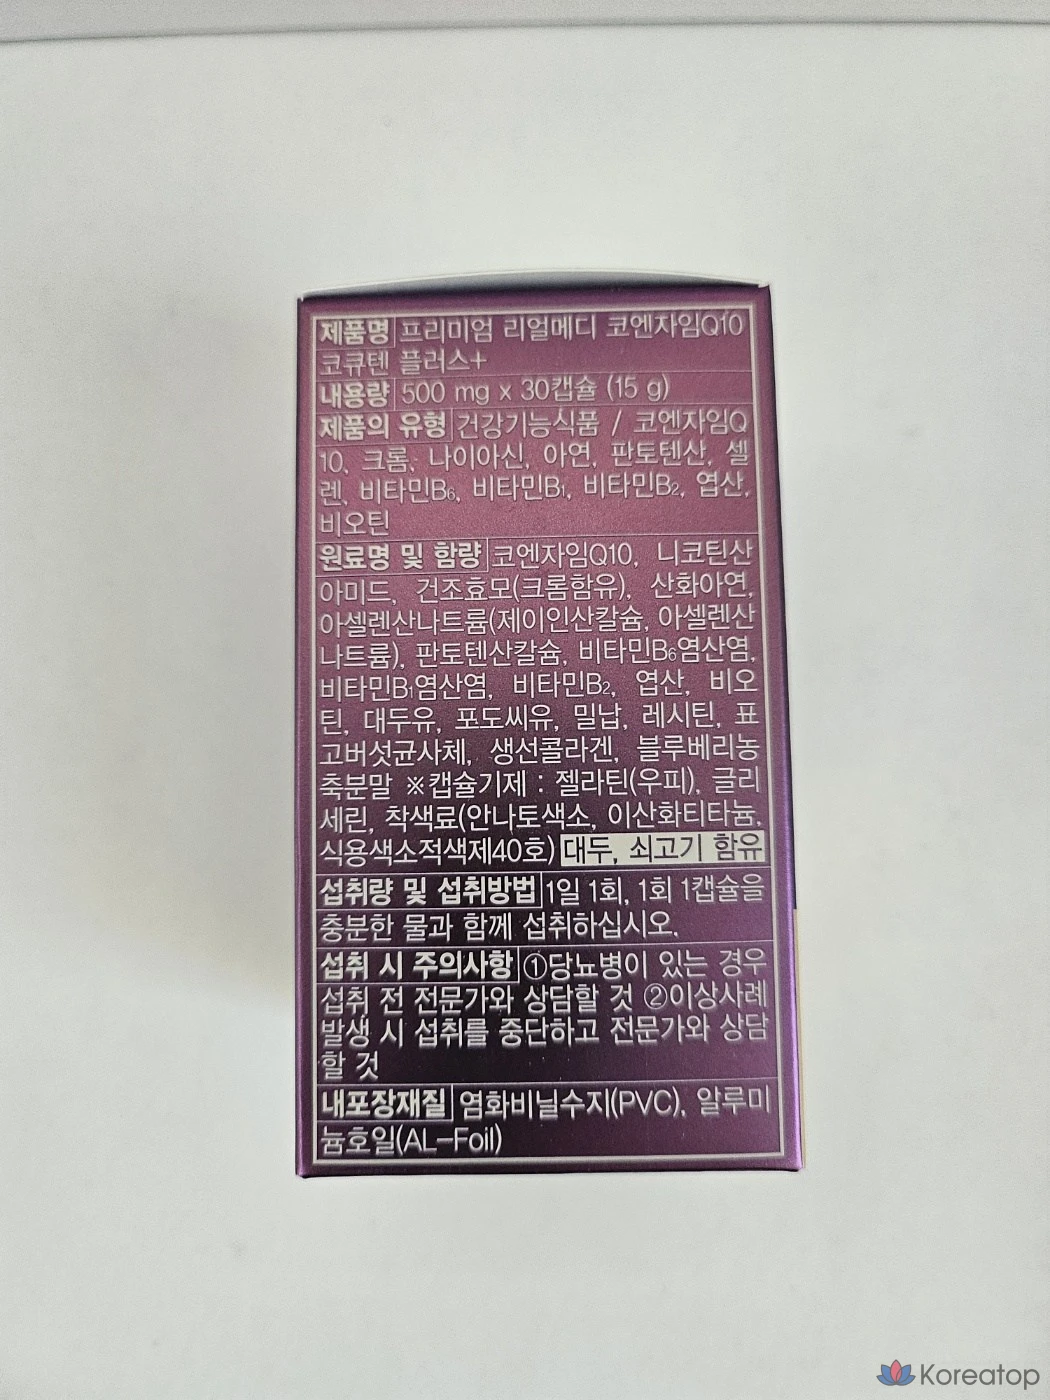 제품명 프리미엄 리얼메디 코엔자임Q10
코큐텐 플러스+
내용량 500 mg x 30캡슐 (15 g)
제품의 유형 건강기능식품 / 코엔자임Q
10, 크롬, 나이아신, 아연, 판토텐산, 셀
렌, 비타민B₆, 비타민B₁, 비타민B₂, 엽산,
비오틴
원료명 및 함량 코엔자임Q10, 니코틴산
아미드, 건조효모(크롬함유), 산화아연,
아셀렌산나트륨(제이인산칼슘, 아셀렌산
나트륨), 판토텐산칼슘, 비타민B₆염산염,
비타민B₁염산염, 비타민B₂, 엽산, 비오
틴, 대두유, 포도씨유, 밀납, 레시틴, 표
고버섯균사체, 생선콜라겐, 블루베리농
축분말 ※캡슐기제 : 젤라틴(우피), 글리
세린, 착색료(안나토색소, 이산화티타늄,
식용색소적색제40호) 대두, 쇠고기 함유
섭취량 및 섭취방법 1일 1회, 1회 1캡슐을
충분한 물과 함께 섭취하십시오.
섭취 시 주의사항 ①당뇨병이 있는 경우
섭취 전 전문가와 상담할 것 ②이상사례
발생 시 섭취를 중단하고 전문가와 상담
할 것
내포장재질 염화비닐수지(PVC), 알루미
늄호일(AL-Foil)
Koreatop